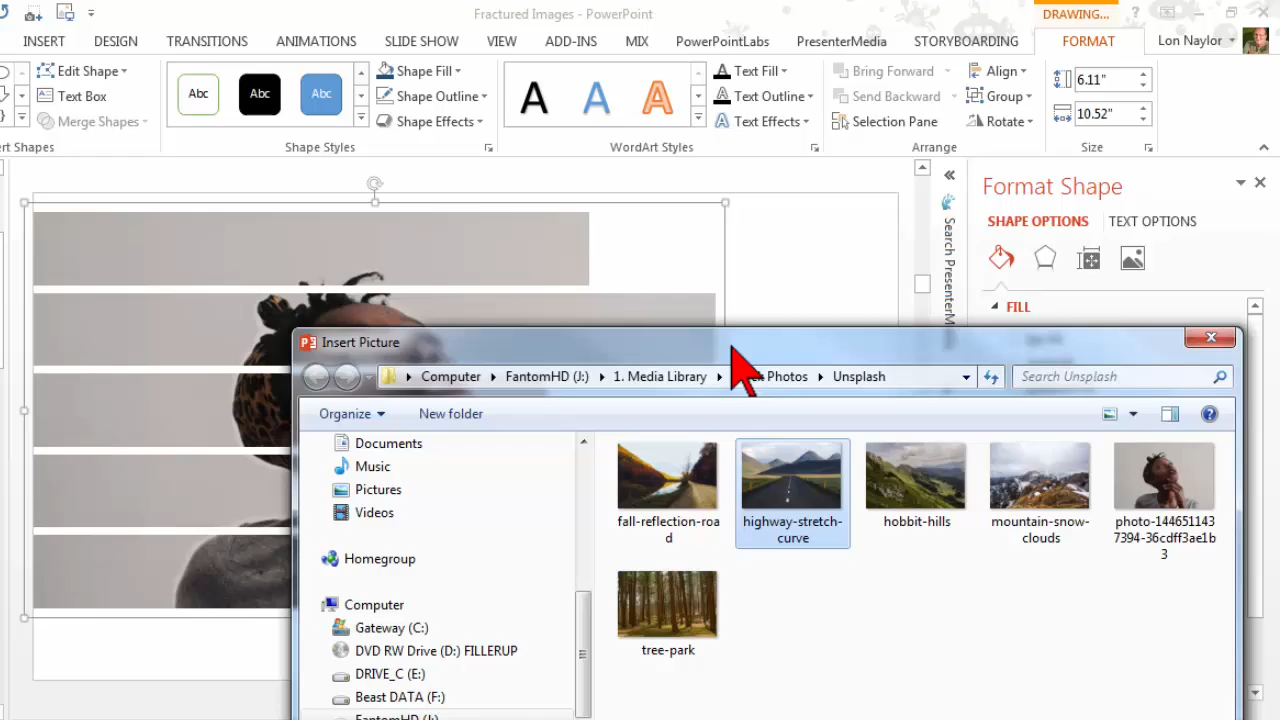 Fractured Images - PowerPoint
DRAWING...
?
INSERT DESIGN TRANSITIONS ANIMATIONS SLIDE SHOW VIEW ADD-INS MIX PowerPointLabs PresenterMedia STORYBOARDING FORMAT Lon Naylor
Edit Shape
Text Box
Merge Shapes
ert Shapes
Abc Abc Abc
Shape Fill
Shape Outline
Shape Effects
Shape Styles
A A A
Text Fill
Text Outline
Text Effects
WordArt Styles
Bring Forward
Send Backward
Selection Pane
Align
Group
Rotate
Arrange
6.11"
10.52"
Size
Search PresenterM
Format Shape
SHAPE OPTIONS TEXT OPTIONS
FILL
Insert Picture
Computer FantomHD (J:) 1. Media Library Photos Unsplash
Search Unsplash
Organize New folder
Documents
Music
Pictures
Videos
Homegroup
Computer
Gateway (C:)
DVD RW Drive (D:) FILLERUP
DRIVE_C (E:)
Beast DATA (F:)
FantomHD (J:)
fall-reflection-roa
d
highway-stretch-
curve
hobbit-hills
mountain-snow-
clouds
photo-144651143
7394-36cdff3ae1b
3
tree-park